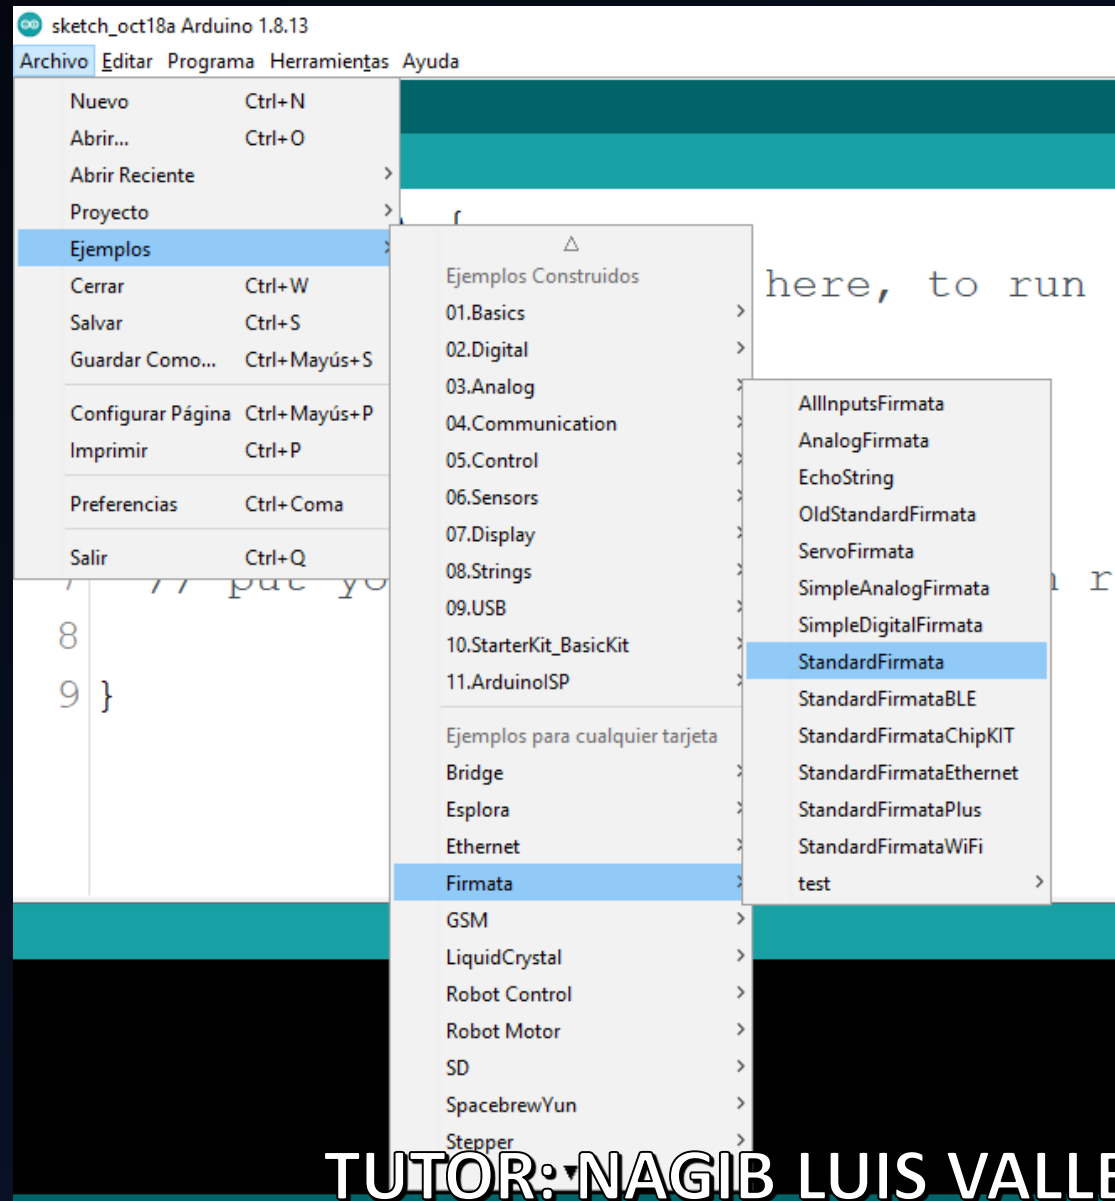 sketch_oct18a Arduino 1.8.13
Archivo Editar Programa Herramientas Ayuda
Nuevo Ctrl+N
Abrir... Ctrl+O
Abrir Reciente
Proyecto
Ejemplos
Cerrar Ctrl+W
Salvar Ctrl+S
Guardar Como... Ctrl+Mayús+S
Configurar Página Ctrl+Mayús+P
Imprimir Ctrl+P
Preferencias Ctrl+Coma
Salir Ctrl+Q
Ejemplos Construidos
01.Basics
02.Digital
03.Analog
04.Communication
05.Control
06.Sensors
07.Display
08.Strings
09.USB
10.StarterKit_BasicKit
11.ArduinoISP
Ejemplos para cualquier tarjeta
Bridge
Esplora
Ethernet
Firmata
GSM
LiquidCrystal
Robot Control
Robot Motor
SD
SpacebrewYun
Stepper
AllInputsFirmata
AnalogFirmata
EchoString
OldStandardFirmata
ServoFirmata
SimpleAnalogFirmata
SimpleDigitalFirmata
StandardFirmata
StandardFirmataBLE
StandardFirmataChipKIT
StandardFirmataEthernet
StandardFirmataPlus
StandardFirmataWiFi
test
{
here, to run
// put yo
8
9 }
TUTOR: NAGIB LUIS VALLE